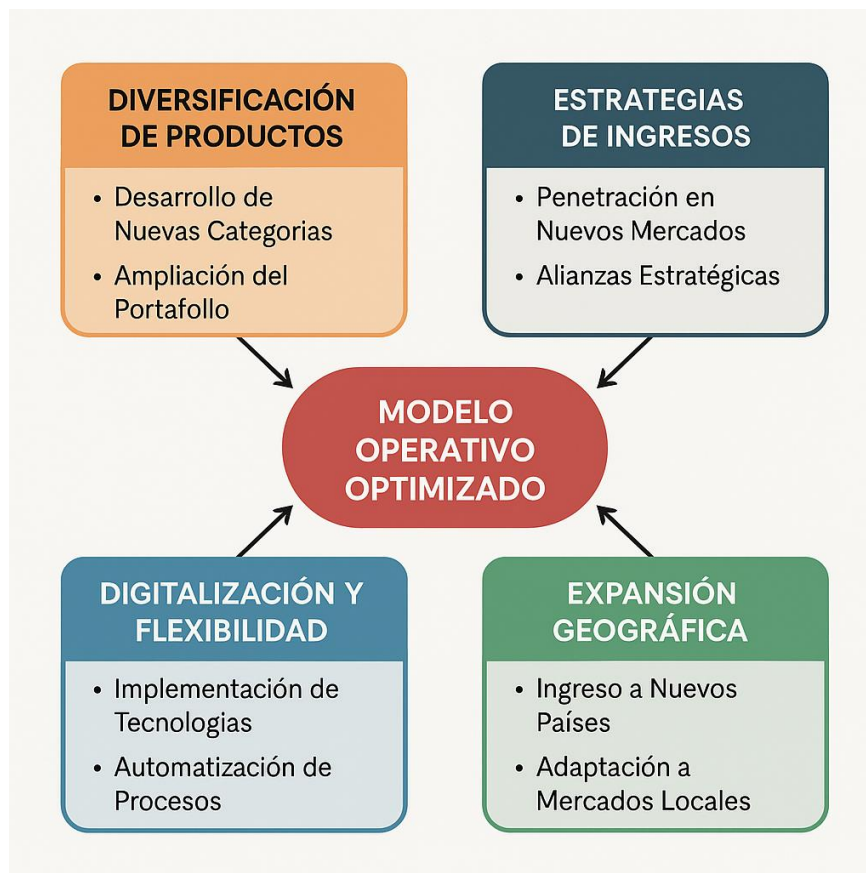 DIVERSIFICACIÓN
DE PRODUCTOS
• Desarrollo de
Nuevas Categorias
• Ampliación del
Portafollo
ESTRATEGIAS
DE INGRESOS
• Penetración en
Nuevos Mercados
• Alianzas Estratégicas
MODELO
OPERATIVO
OPTIMIZADO
DIGITALIZACIÓN Y
FLEXIBILIDAD
• Implementación de
Tecnologias
• Automatización de
Procesos
EXPANSIÓN
GEOGRÁFICA
• Ingreso a Nuevos
Países
• Adaptación a
Mercados Locales